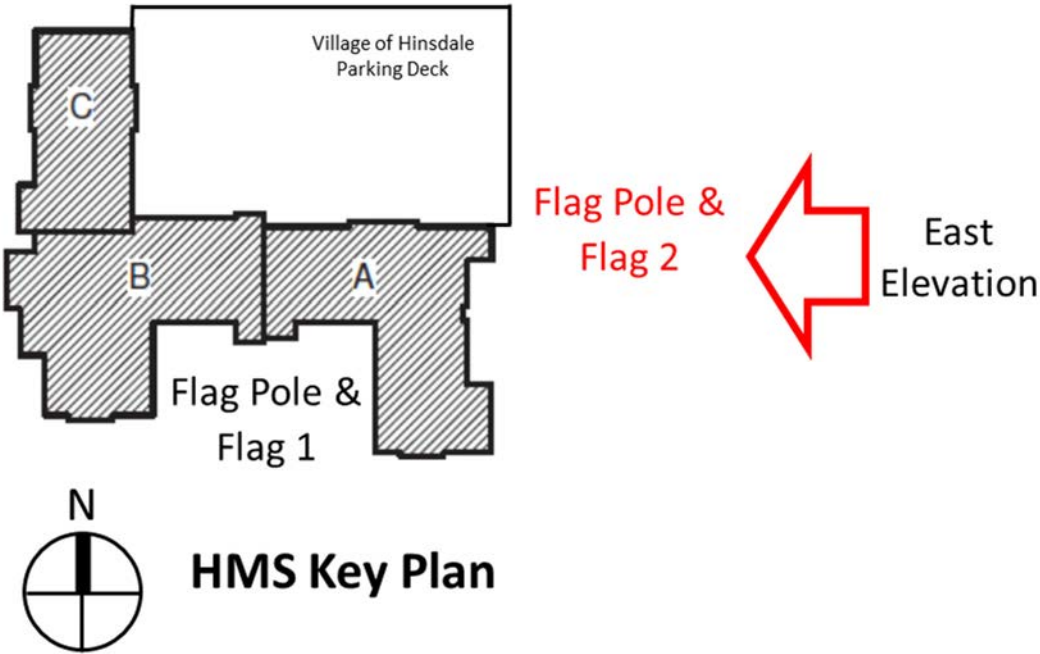 Village of Hinsdale
Parking Deck
C
Flag Pole &
Flag 2
East
Elevation
B
A
Flag Pole &
Flag 1
N
HMS Key Plan